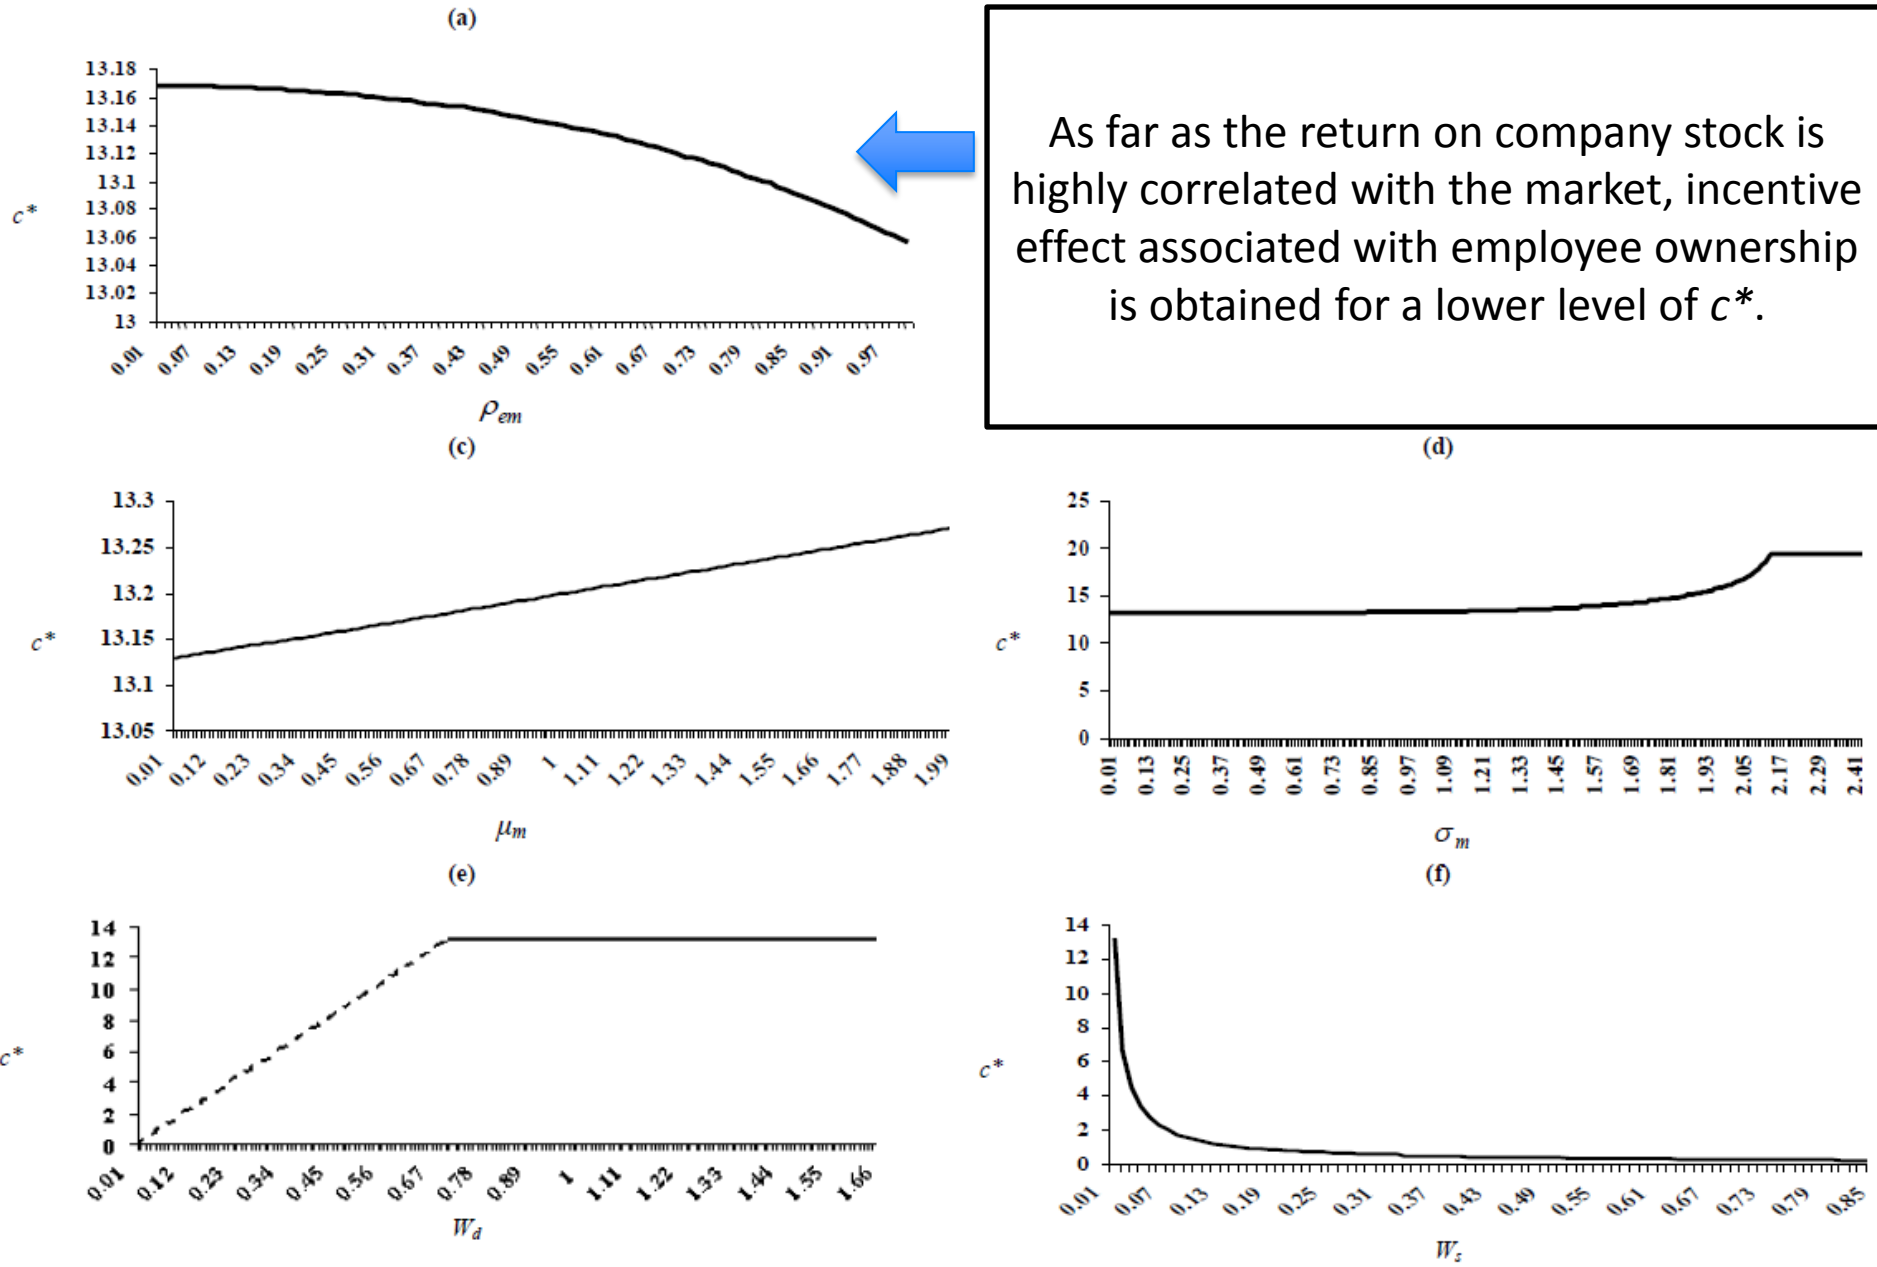 (a)
13.18
13.16
13.14
13.12
13.1
13.08
13.06
13.04
13.02
13
c*
0.01 0.07 0.13 0.19 0.25 0.31 0.37 0.43 0.49 0.55 0.61 0.67 0.73 0.79 0.85 0.91 0.97
ρem
As far as the return on company stock is
highly correlated with the market, incentive
effect associated with employee ownership
is obtained for a lower level of c*.
(c)
13.3
13.25
13.2
13.15
13.1
13.05
c*
0.01 0.12 0.23 0.34 0.45 0.56 0.67 0.78 0.89 1 1.11 1.22 1.33 1.44 1.55 1.66 1.77 1.88 1.99
μm
(d)
25
20
15
10
5
0
c*
0.01 0.13 0.25 0.37 0.49 0.61 0.73 0.85 0.97 1.09 1.21 1.33 1.45 1.57 1.69 1.81 1.93 2.05 2.17 2.29 2.41
σm
(e)
14
12
10
8
6
4
2
0
c*
0.01 0.12 0.23 0.34 0.45 0.56 0.67 0.78 0.89 1 1.11 1.22 1.33 1.44 1.55 1.66
Wd
(f)
14
12
10
8
6
4
2
0
c*
0.01 0.07 0.13 0.19 0.25 0.31 0.37 0.43 0.49 0.55 0.61 0.67 0.73 0.79 0.85
Ws